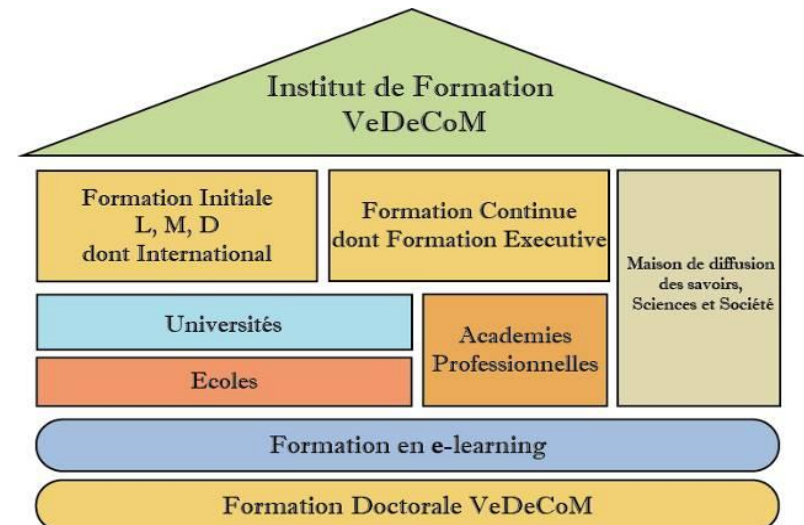 Institut de Formation
VeDeCoM
Formation Initiale
L, M, D
dont International
Formation Continue
dont Formation Executive
Maison de diffusion
des savoirs,
Sciences et Société
Universités
Academies
Professionnelles
Ecoles
Formation en e-learning
Formation Doctorale VeDeCoM